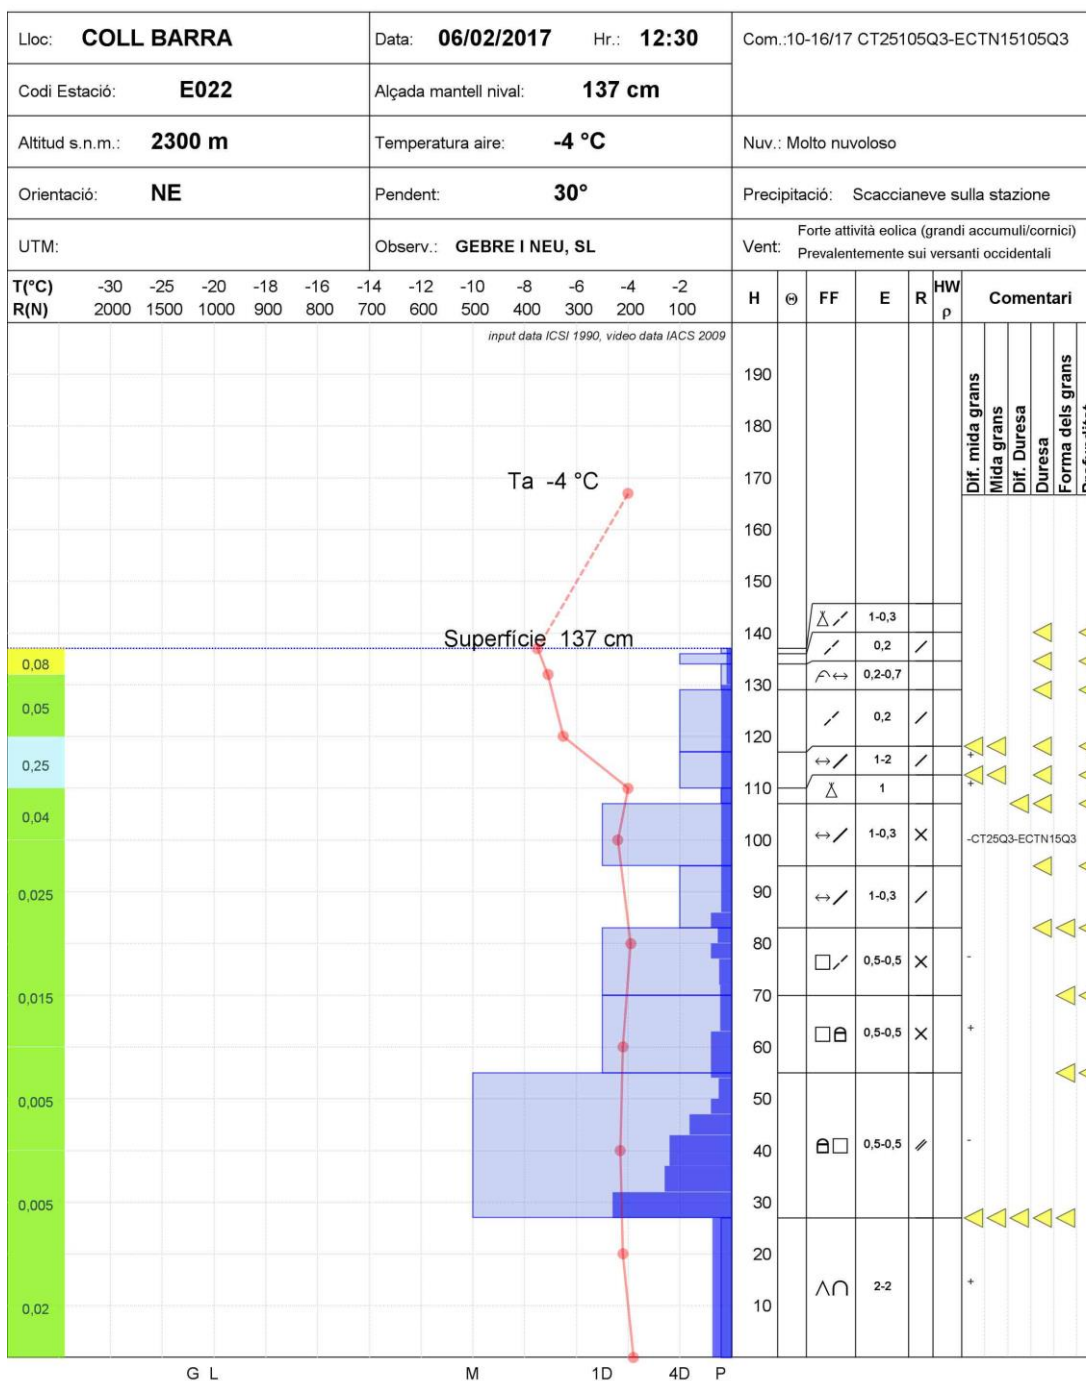 Lloc: COLL BARRA Data: 06/02/2017 Hr.: 12:30 Com.:10-16/17 CT25105Q3-ECTN15105Q3
Codi Estació: E022 Alçada mantell nival: 137 cm
Altitud s.n.m.: 2300 m Temperatura aire: -4 °C Nuv.: Molto nuvoloso
Orientació: NE Pendent: 30° Precipitació: Scaccianeve sulla stazione
UTM: Observ.: GEBRE I NEU, SL Vent: Forte attività eolica (grandi accumuli/cornici)
Prevalentemente sui versanti occidentali
T(°C) -30 -25 -20 -18 -16 -14 -12 -10 -8 -6 -4 -2
R(N) 2000 1500 1000 900 800 700 600 500 400 300 200 100
H Θ FF E R HW ρ Comentari
input data ICSI 1990, video data IACS 2009
Dif. mida grans
Mida grans
Dif. Duresa
Duresa
Forma dels grans
190
180
Ta -4 °C 170
160
150
1-0,3
Superfície 137 cm 140
0,2
0,08 0,2-0,7
130
0,05 0,2
120
0,25 1-2 +
110 1 +
0,04
100 1-0,3 -CT25Q3-ECTN15Q3
0,025 90 1-0,3
80 0,5-0,5 -
0,015 70
60 0,5-0,5 +
0,005 50
40 0,5-0,5 -
0,005 30
20
2-2 +
0,02 10
G L M 1D 4D P